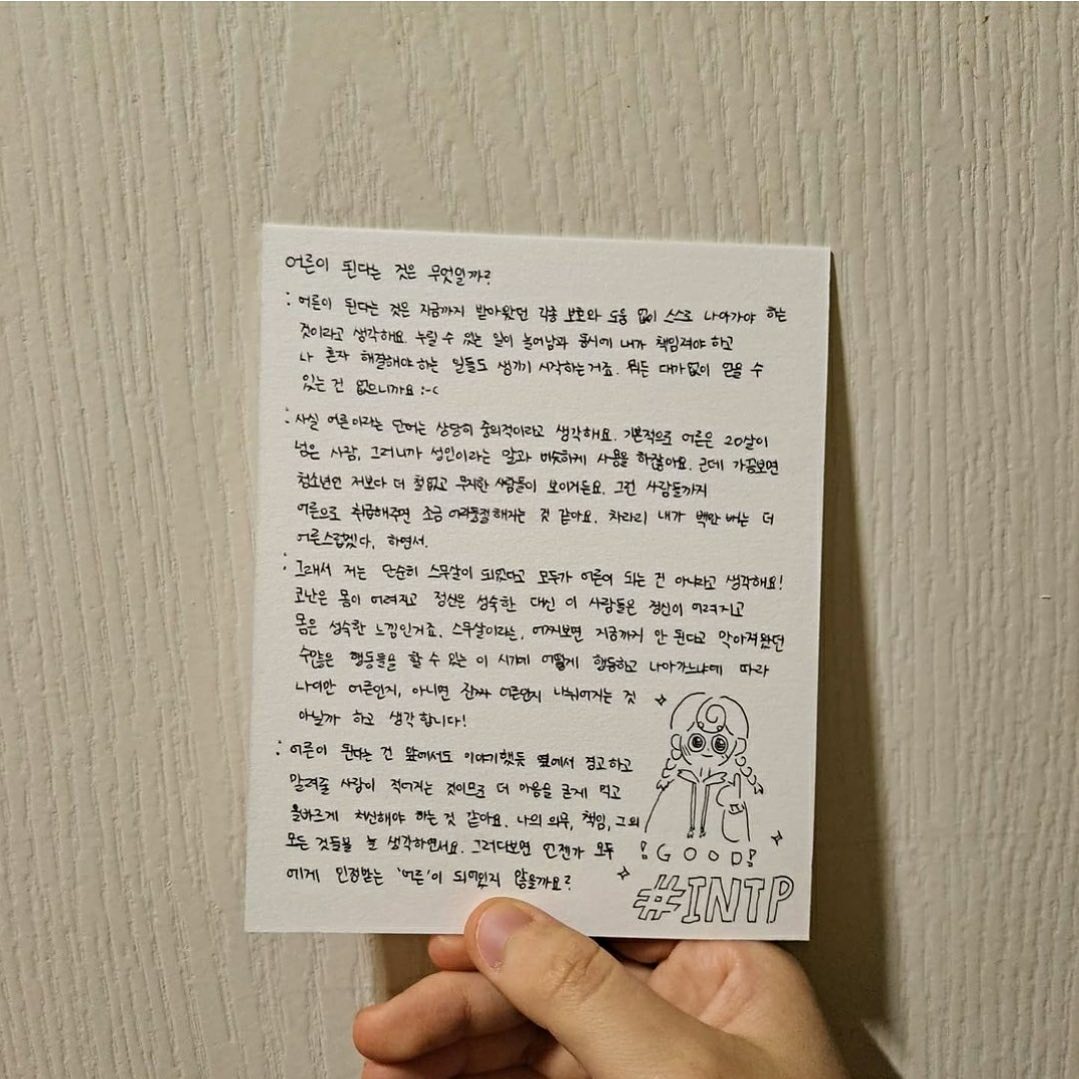 어른이 된다는 것은 무엇일까?
: 어른이 된다는 것은 지금까지 받아왔던 각종 보호와 도움 없이 스스로 나아가야 하는
것이라고 생각해요. 누릴 수 있는 일이 늘어남과 동시에 내가 책임져야 하고
나 혼자 해결해야 하는 일들도 생기기 시작하는거죠. 뭐든 대가없이 얻을 수
있는 건 없으니까요 :-(
: 사실 어른이라는 단어는 상당히 중의적이라고 생각해요. 기본적으로 어른은 20살이
넘은 사람, 그러니까 성인이라는 말과 비슷하게 사용을 하잖아요. 근데 가끔보면
청소년인 저보다 더 철없고 무지한 사람들이 보이거든요. 그런 사람들까지
어른으로 취급해주면 조금 억울해지는 것 같아요. 차라리 내가 백만 배는 더
어른스럽겠다, 하면서.
: 그래서 저는 단순히 스무살이 되었다고 모두가 어른이 되는 건 아니라고 생각해요!
코난은 몸이 어려지고 정신은 성숙한 대신 이 사람들은 정신이 어려지고
몸은 성숙한 느낌인거죠. 스무살이라는, 어찌보면 지금까지 안 된다고 막아져왔던
수많은 행동들을 할 수 있는 이 시기에 어떻게 행동하고 나아가느냐에 따라
나이만 어른인지, 아니면 진짜 어른인지 나뉘어지는 것
아닐까 하고 생각합니다!
: 어른이 된다는 건 앞에서도 이야기했듯 옆에서 경고하고
알려줄 사람이 적어지는 것이므로 더 마음을 굳게 먹고
올바르게 처신해야 하는 것 같아요. 나의 의무, 책임, 그 외
모든 것들을 늘 생각하면서요. 그러다보면 언젠가 모두
에게 인정받는 '어른'이 되어있지 않을까요?
! G O O D !
#INTP